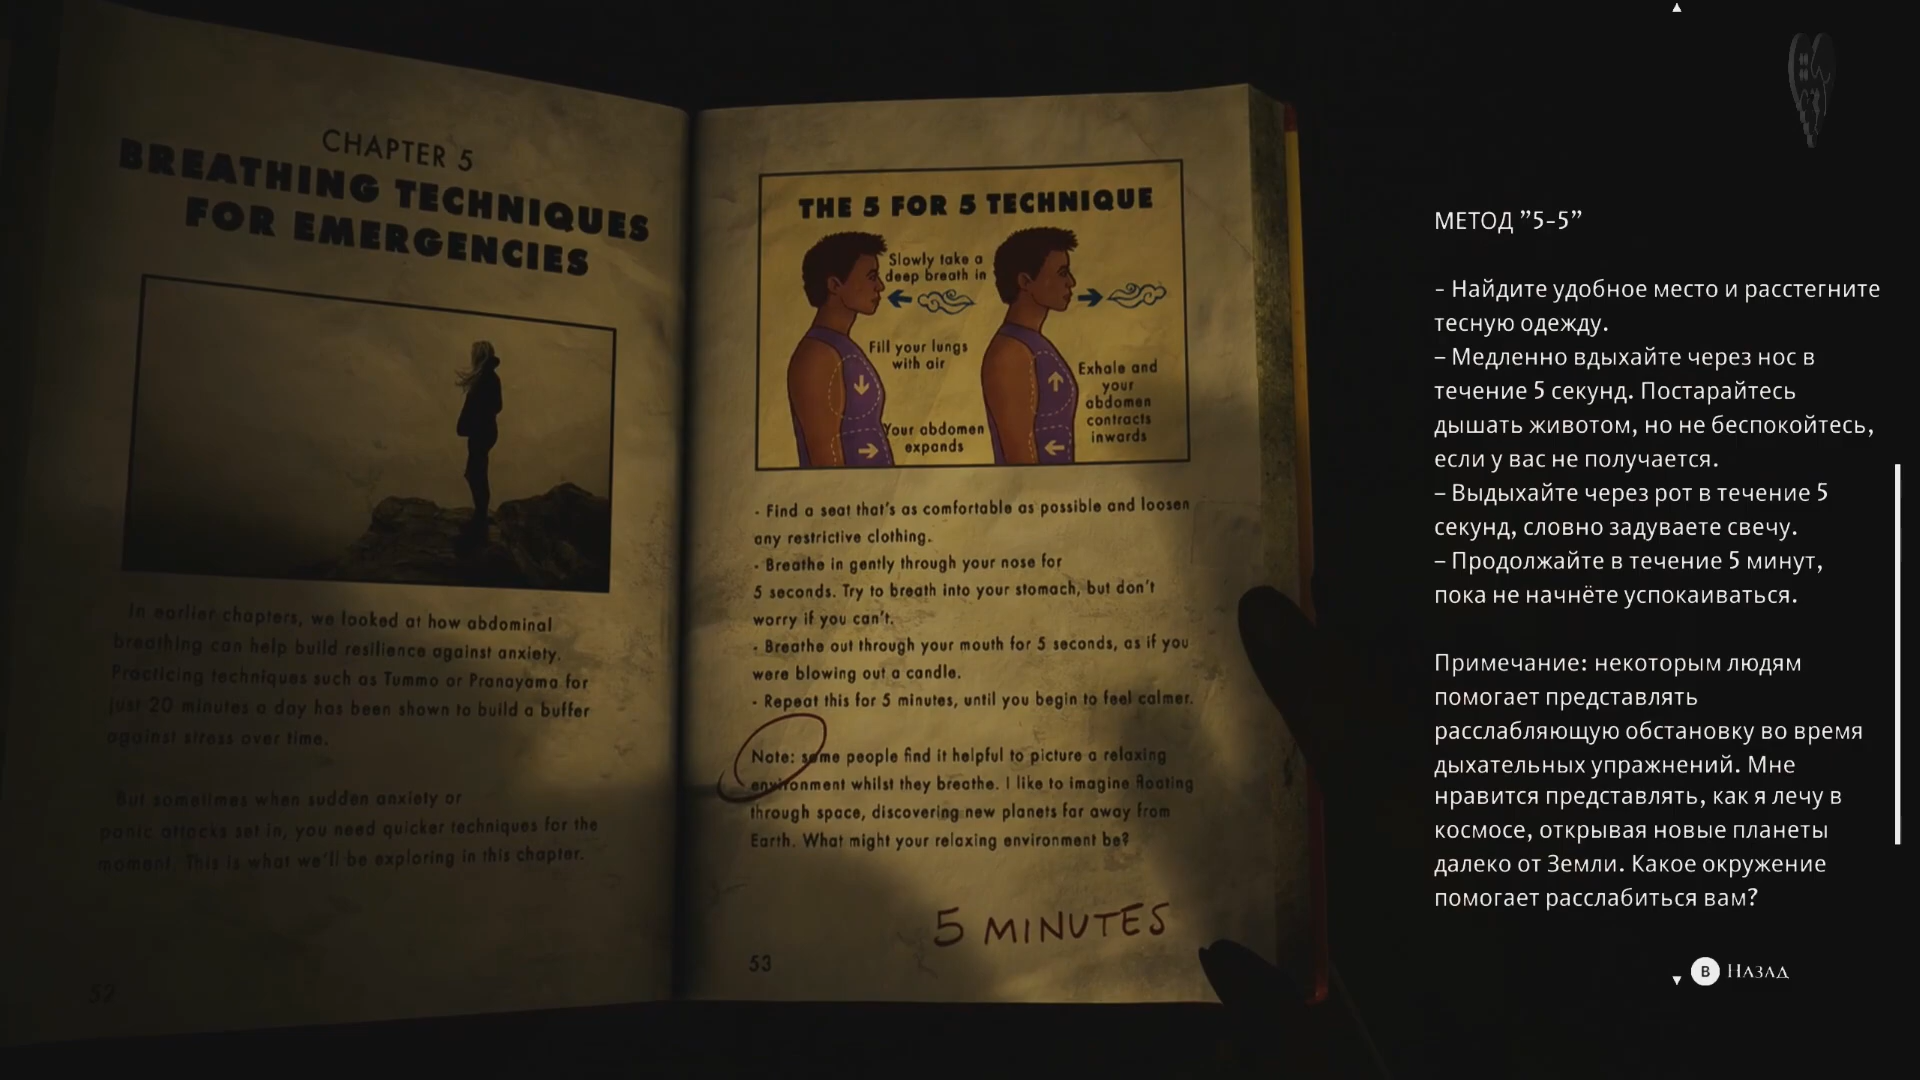 CHAPTER 5
BREATHING TECHNIQUES
FOR EMERGENCIES
In earlier chapters, we looked at how abdominal
breathing can help build resilience against anxiety.
Practicing techniques such as Tummo or Pranayama for
just 20 minutes a day has been shown to build a buffer
against stress over time.
But sometimes when sudden anxiety or
panic attacks set in, you need quicker techniques for the
moment. This is what we'll be exploring in this chapter.
52
THE 5 FOR 5 TECHNIQUE
Slowly take a
deep breath in
Fill your lungs
with air
Your abdomen
expands
Exhale and
your
abdomen
contracts
inwards
- Find a seat that's as comfortable as possible and loosen
any restrictive clothing.
- Breathe in gently through your nose for
5 seconds. Try to breath into your stomach, but don't
worry if you can't.
- Breathe out through your mouth for 5 seconds, as if you
were blowing out a candle.
- Repeat this for 5 minutes, until you begin to feel calmer.
Note: some people find it helpful to picture a relaxing
environment whilst they breathe. I like to imagine floating
through space, discovering new planets far away from
Earth. What might your relaxing environment be?
5 MINUTES
53
МЕТОД ”5-5”
– Найдите удобное место и расстегните
тесную одежду.
– Медленно вдыхайте через нос в
течение 5 секунд. Постарайтесь
дышать животом, но не беспокойтесь,
если у вас не получается.
– Выдыхайте через рот в течение 5
секунд, словно задуваете свечу.
– Продолжайте в течение 5 минут,
пока не начнёте успокаиваться.
Примечание: некоторым людям
помогает представлять
расслабляющую обстановку во время
дыхательных упражнений. Мне
нравится представлять, как я лечу в
космосе, открывая новые планеты
далеко от Земли. Какое окружение
помогает расслабиться вам?
B Назад